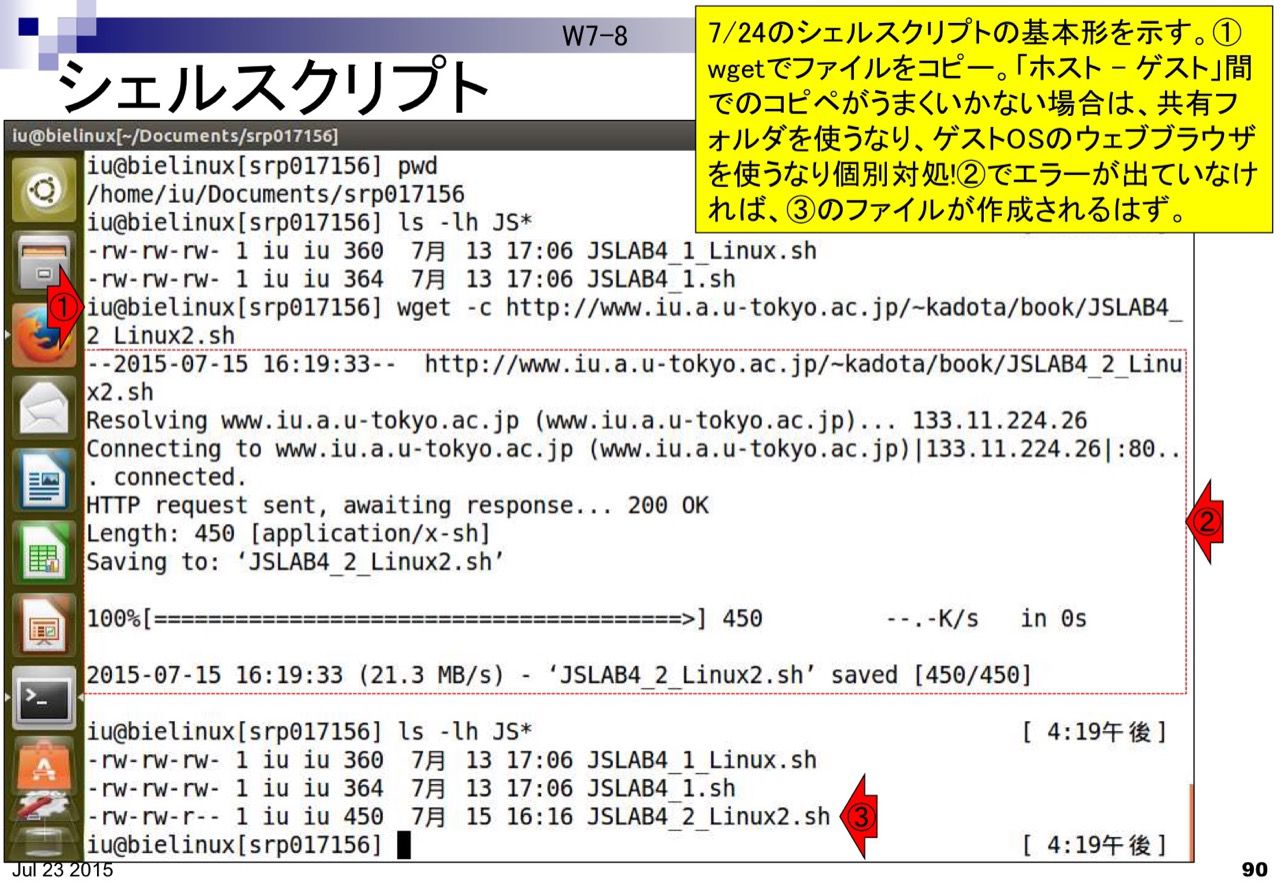 W7-8
シェルスクリプト
7/24のシェルスクリプトの基本形を示す。①
wgetでファイルをコピー。「ホスト － ゲスト」間
でのコピペがうまくいかない場合は、共有フ
ォルダを使うなり、ゲストOSのウェブブラウザ
を使うなり個別対処!②でエラーが出ていなけ
れば、③のファイルが作成されるはず。
iu@bielinux[~/Documents/srp017156]
iu@bielinux[srp017156] pwd
/home/iu/Documents/srp017156
iu@bielinux[srp017156] ls -lh JS*
-rw-rw-rw- 1 iu iu 360 7月 13 17:06 JSLAB4_1_Linux.sh
-rw-rw-rw- 1 iu iu 364 7月 13 17:06 JSLAB4_1.sh
①
iu@bielinux[srp017156] wget -c http://www.iu.a.u-tokyo.ac.jp/~kadota/book/JSLAB4_
2_Linux2.sh
--2015-07-15 16:19:33-- http://www.iu.a.u-tokyo.ac.jp/~kadota/book/JSLAB4_2_Linu
x2.sh
Resolving www.iu.a.u-tokyo.ac.jp (www.iu.a.u-tokyo.ac.jp)... 133.11.224.26
Connecting to www.iu.a.u-tokyo.ac.jp (www.iu.a.u-tokyo.ac.jp)|133.11.224.26|:80..
. connected.
HTTP request sent, awaiting response... 200 OK
②
Length: 450 [application/x-sh]
Saving to: ‘JSLAB4_2_Linux2.sh’
100%[=======================================>] 450 --.-K/s in 0s
2015-07-15 16:19:33 (21.3 MB/s) - ‘JSLAB4_2_Linux2.sh’ saved [450/450]
iu@bielinux[srp017156] ls -lh JS* [ 4:19午後]
-rw-rw-rw- 1 iu iu 360 7月 13 17:06 JSLAB4_1_Linux.sh
-rw-rw-rw- 1 iu iu 364 7月 13 17:06 JSLAB4_1.sh
-rw-rw-r-- 1 iu iu 450 7月 15 16:16 JSLAB4_2_Linux2.sh ③
iu@bielinux[srp017156] [ 4:19午後]
Jul 23 2015
90